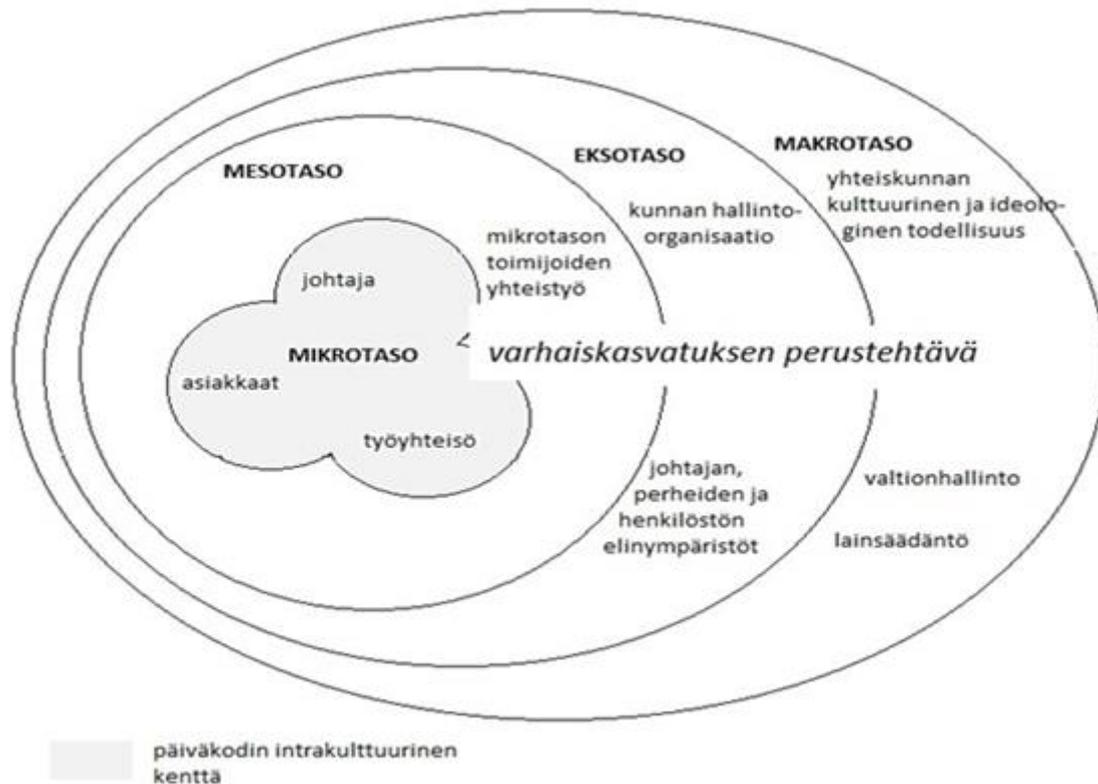 MAKROTASO
yhteiskunnan
kulttuurinen ja ideolo-
ginen todellisuus
EKSOTASO
kunnan hallinto-
organisaatio
MESOTASO
mikrotason
toimijoiden
yhteistyö
johtaja
MIKROTASO
varhaiskasvatuksen perustehtävä
asiakkaat
työyhteisö
johtajan,
perheiden ja
henkilöstön
elinympäristöt
valtionhallinto
lainsäädäntö
päiväkodin intrakulttuurinen
kenttä